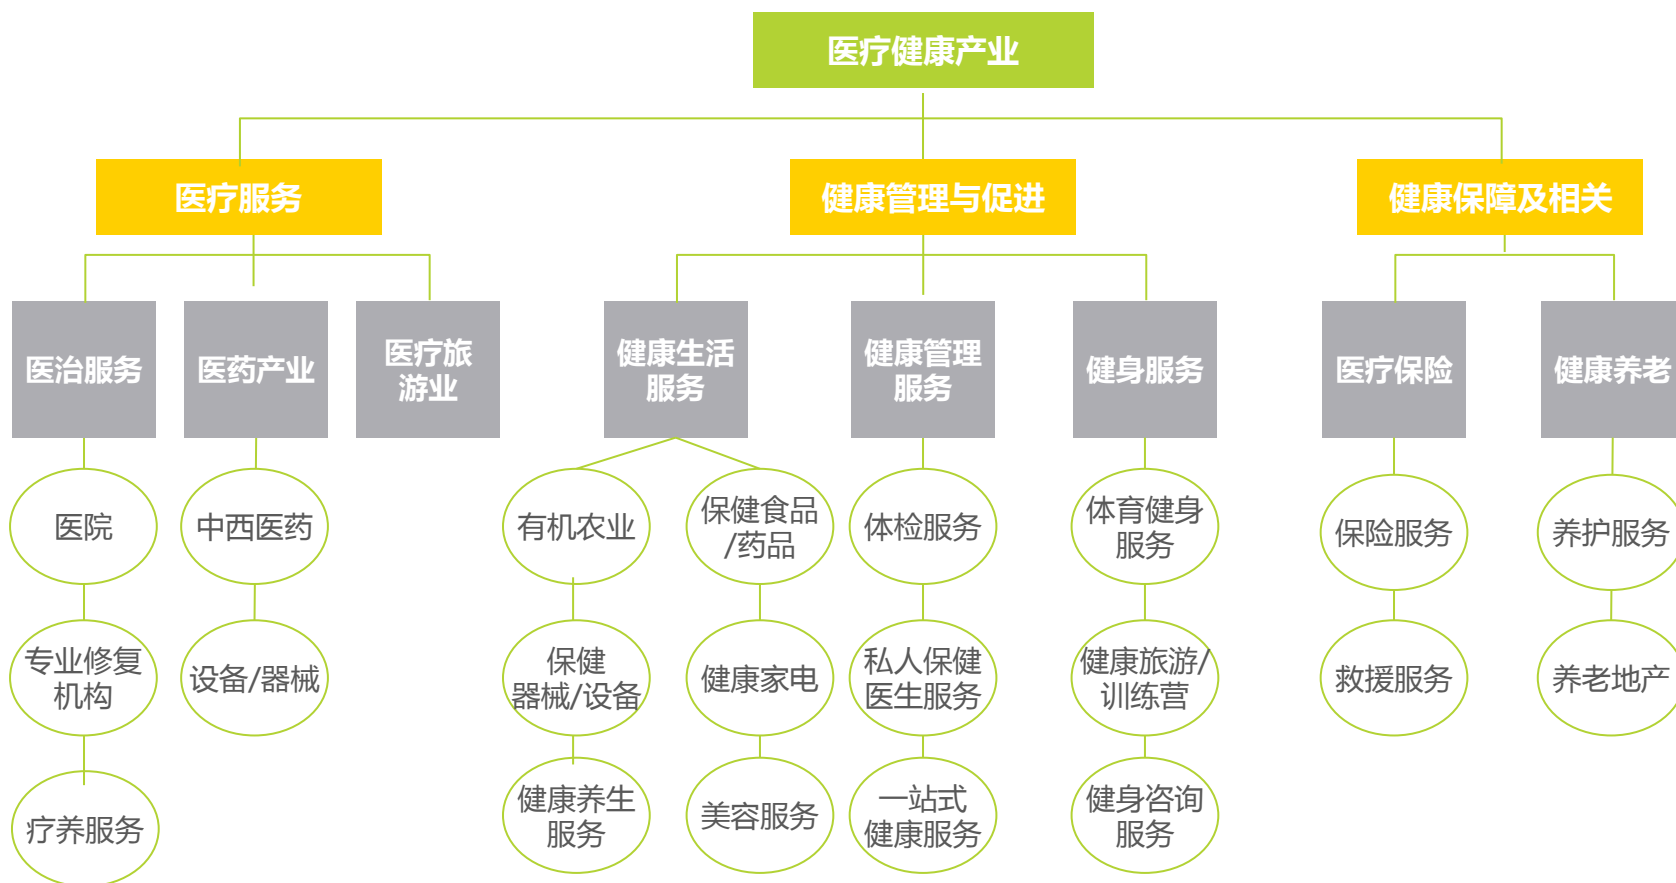 医疗健康产业
医疗服务
健康管理与促进
健康保障及相关
医治服务
医药产业
医疗旅
游业
健康生活
服务
健康管理
服务
健身服务
医疗保险
健康养老
医院
中西医药
有机农业
保健食品
/药品
体检服务
体育健身
服务
保险服务
养护服务
专业修复
机构
设备/器械
保健
器械/设备
健康家电
私人保健
医生服务
健康旅游/
训练营
救援服务
养老地产
疗养服务
健康养生
服务
美容服务
一站式
健康服务
健身咨询
服务